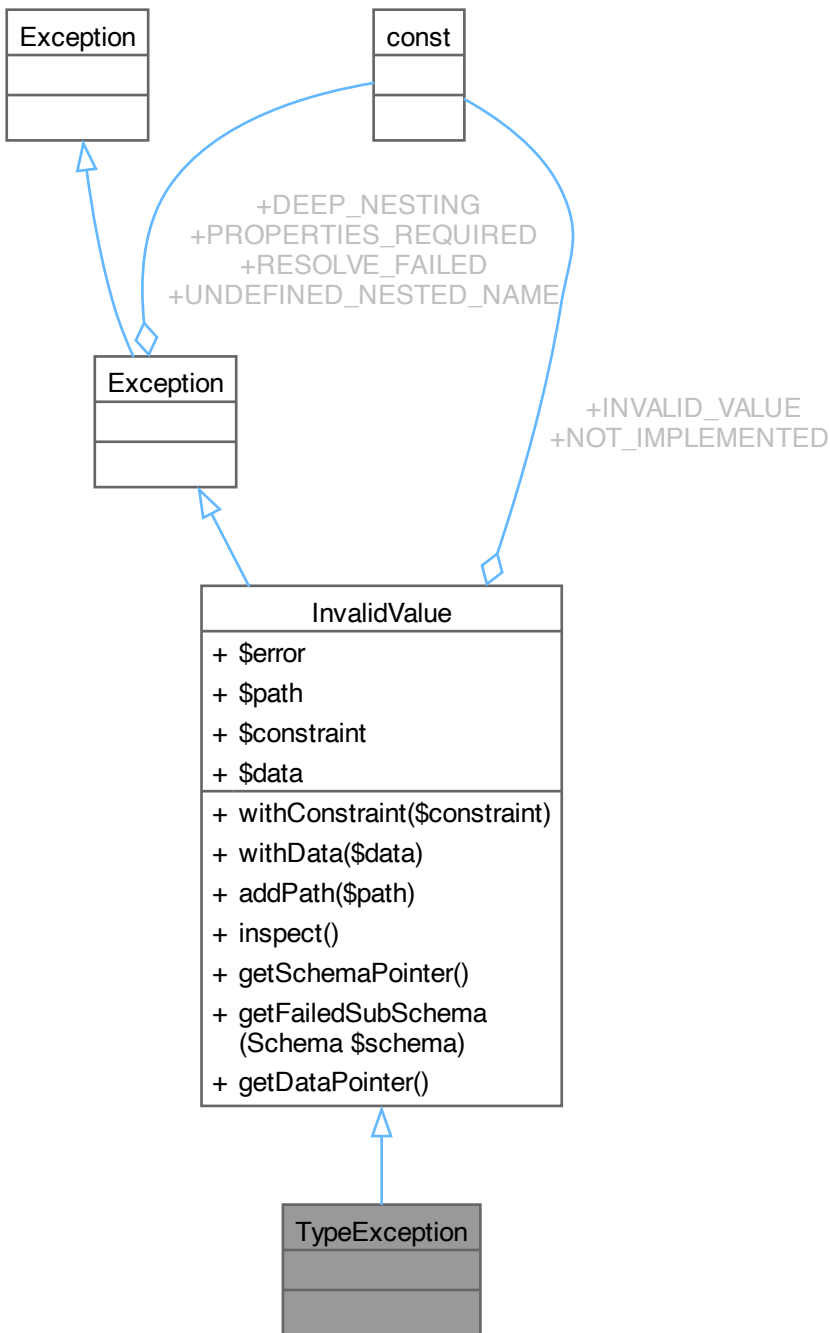 Exception
const
+DEEP_NESTING
+PROPERTIES_REQUIRED
+RESOLVE_FAILED
+UNDEFINED_NESTED_NAME
Exception
+INVALID_VALUE
+NOT_IMPLEMENTED
InvalidValue
+ $error
+ $path
+ $constraint
+ $data
+ withConstraint($constraint)
+ withData($data)
+ addPath($path)
+ inspect()
+ getSchemaPointer()
+ getFailedSubSchema
(Schema $schema)
+ getDataPointer()
TypeException